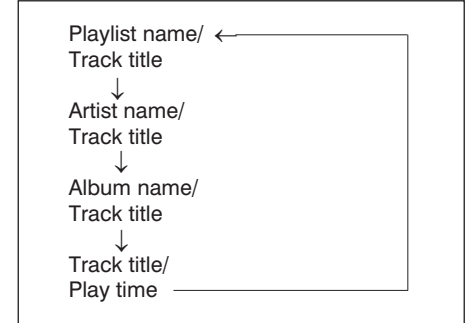 Playlist name/
Track title
Artist name/
Track title
Album name/
Track title
Track title/
Play time